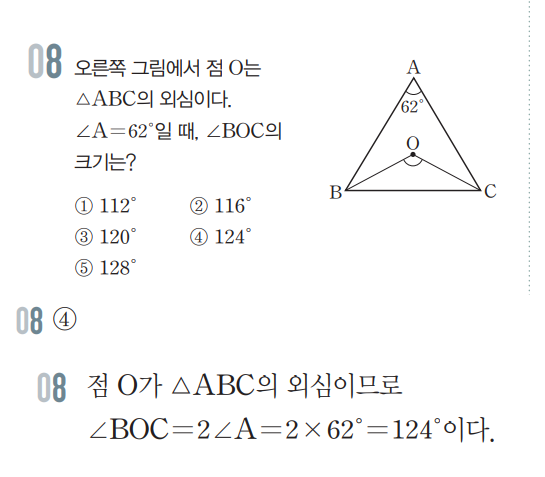 08 오른쪽 그림에서 점 O는
△ABC의 외심이다.
∠A=62°일 때, ∠BOC의
크기는?
① 112° ② 116°
③ 120° ④ 124°
⑤ 128°
A
62°
O
B C
08 ④
08 점 O가 △ABC의 외심이므로
∠BOC=2∠A=2×62°=124°이다.